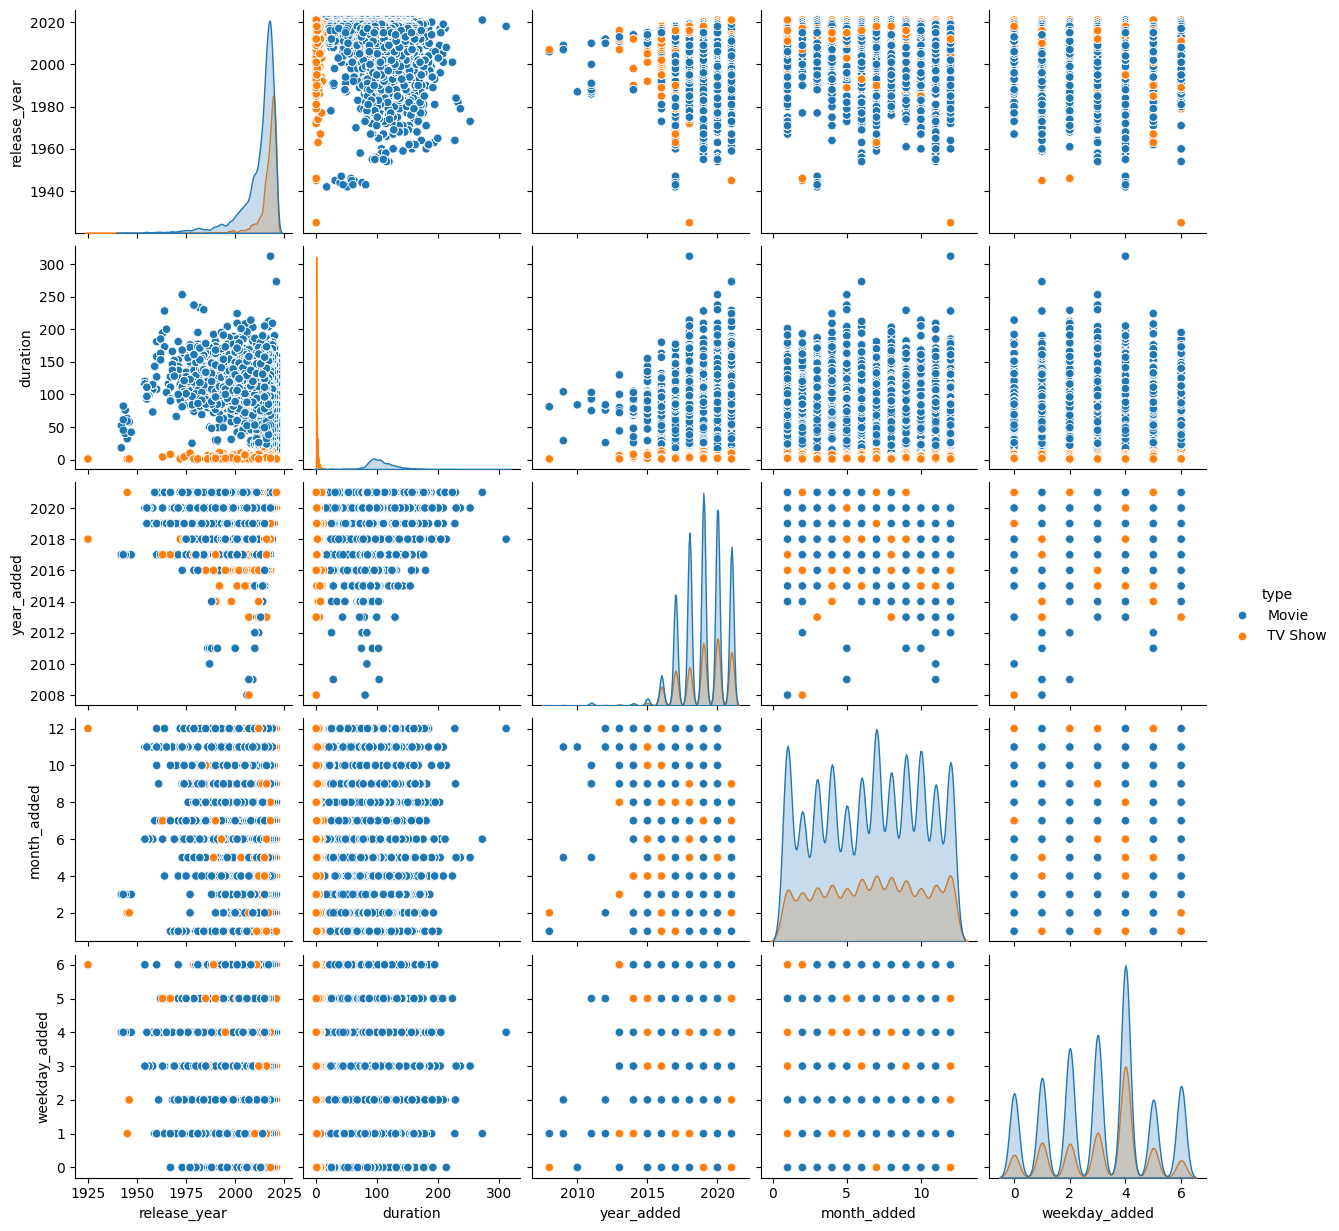 2020
2000
1980
1960
1940
release_year
300
250
200
150
100
50
0
duration
2020
2018
2016
2014
2012
2010
2008
year_added
type
Movie
TV Show
12
10
8
6
4
2
month_added
6
5
4
3
2
1
0
weekday_added
1925 1950 1975 2000 2025
0 100 200 300
2010 2015 2020
0 5 10
0 2 4 6
release_year duration year_added month_added weekday_added